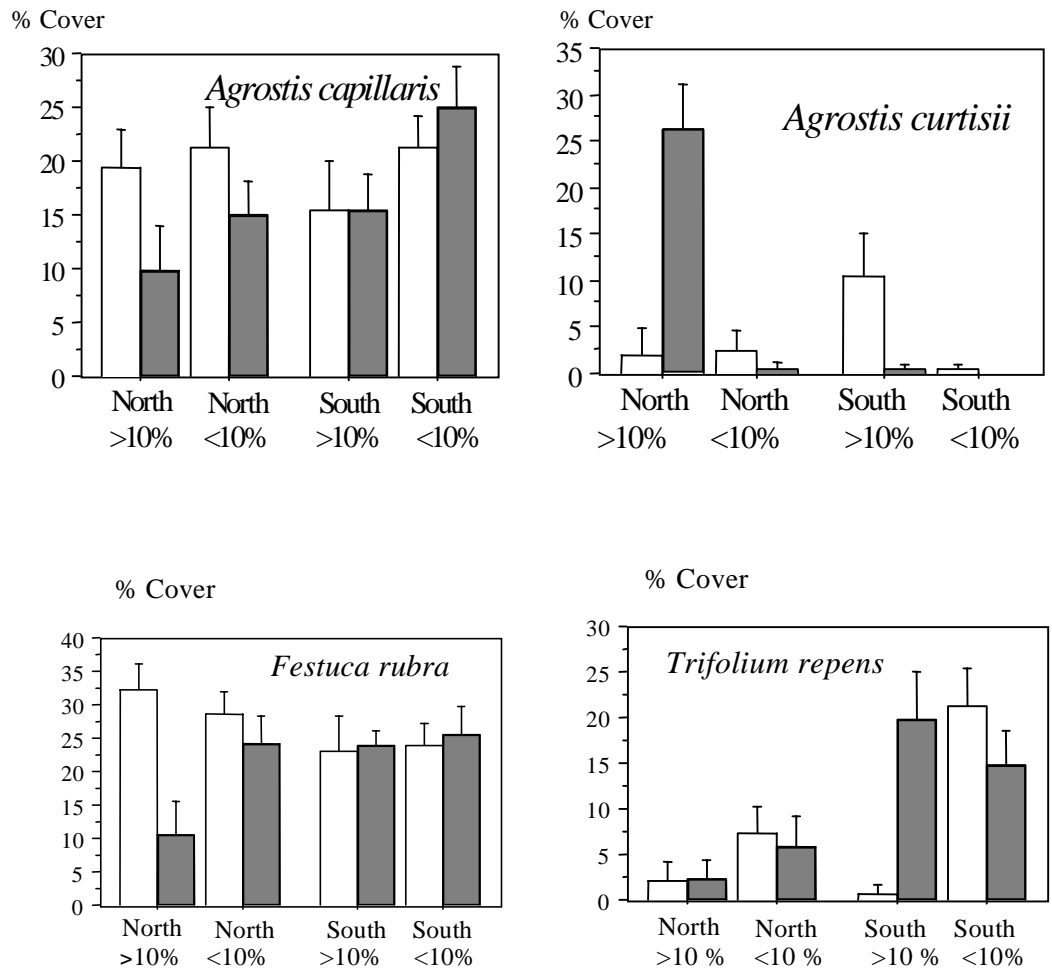 % Cover
30
25
20
15
10
5
0
Agrostis capillaris
North North South South
>10% <10% >10% <10%
% Cover
35
30
25
20
15
10
5
0
Agrostis curtisii
North North South South
>10% <10% >10% <10%
% Cover
40
35
30
25
20
15
10
5
0
Festuca rubra
North North South South
>10% <10% >10% <10%
% Cover
30
25
20
15
10
5
0
Trifolium repens
North North South South
>10 % <10 % >10 % <10%